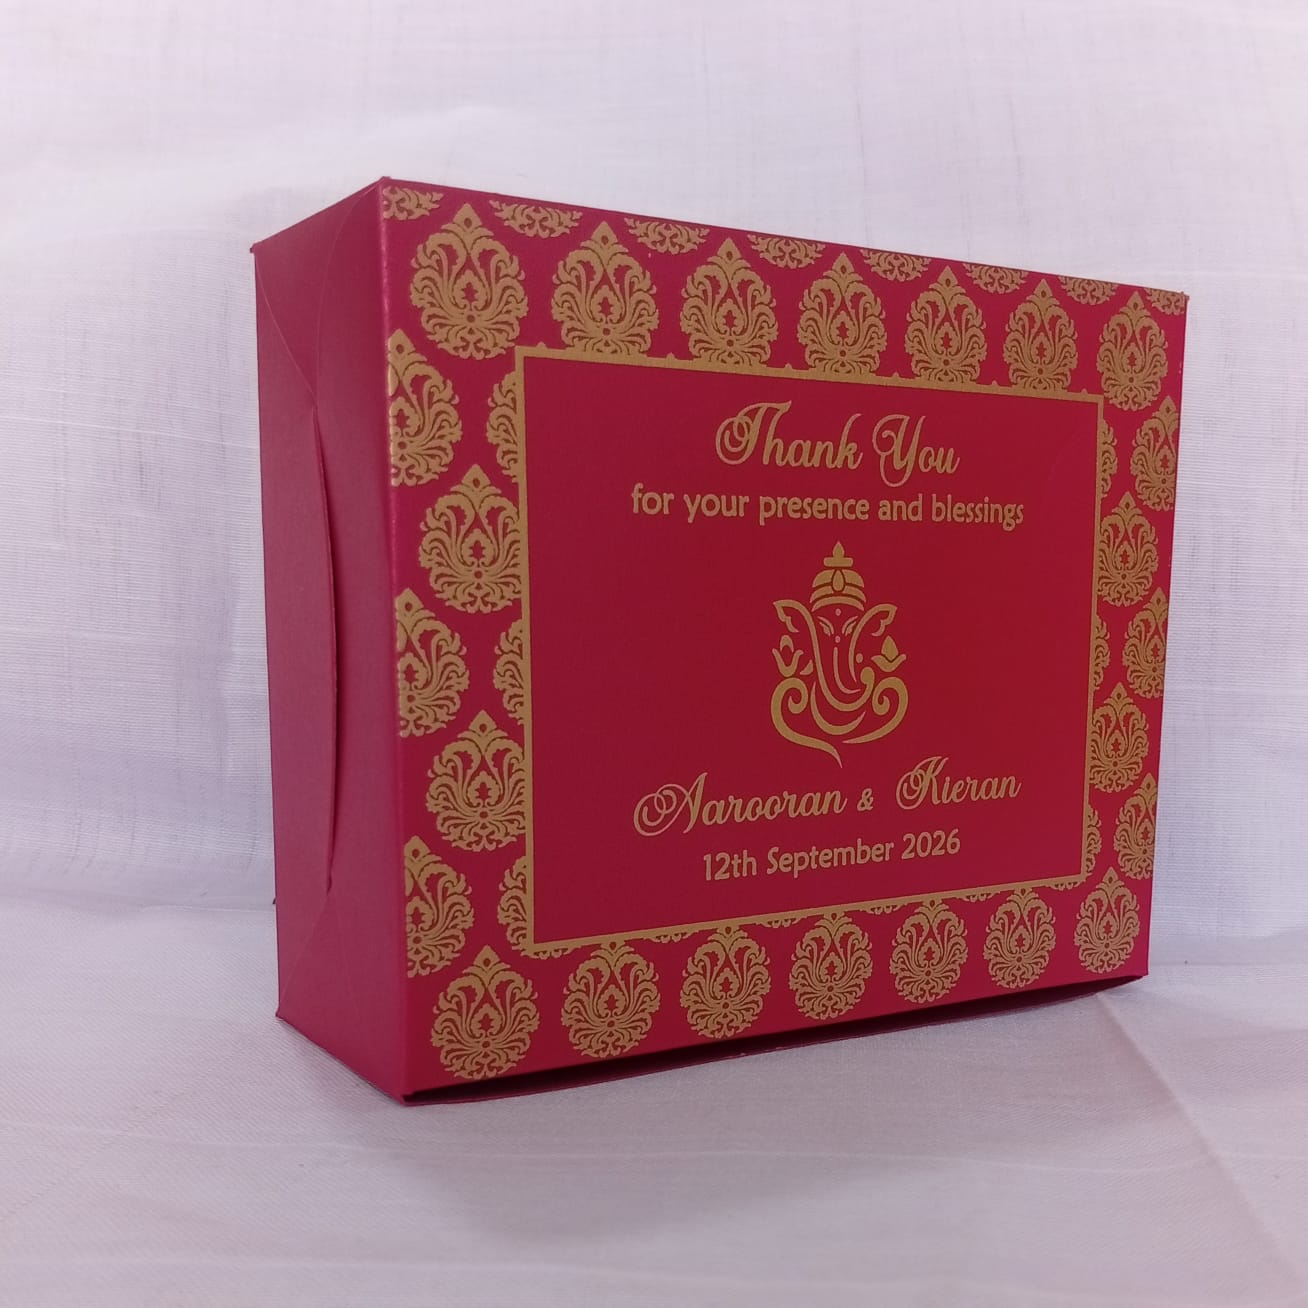 Thank You
for your presence and blessings
Aarooran & Kieran
12th September 2026